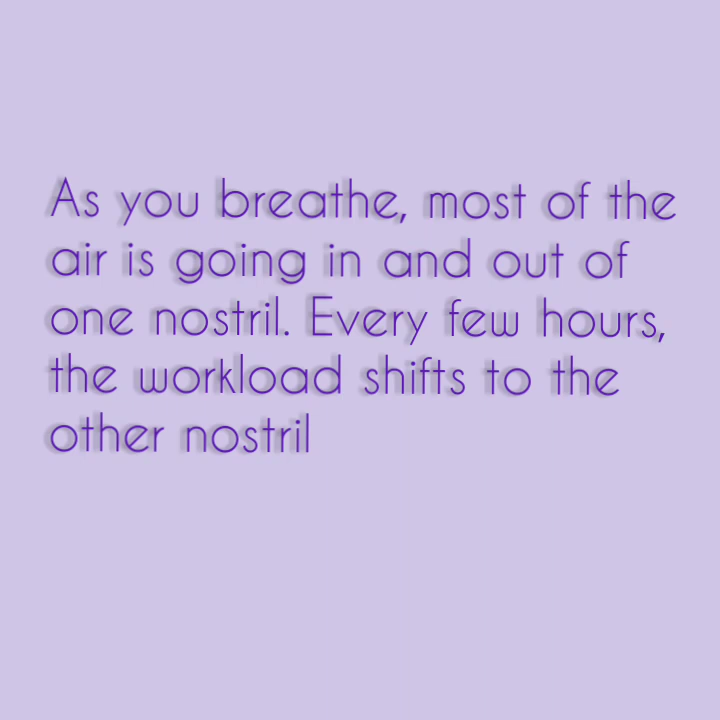 As you breathe, most of the
air is going in and out of
one nostril. Every few hours,
the workload shifts to the
other nostril